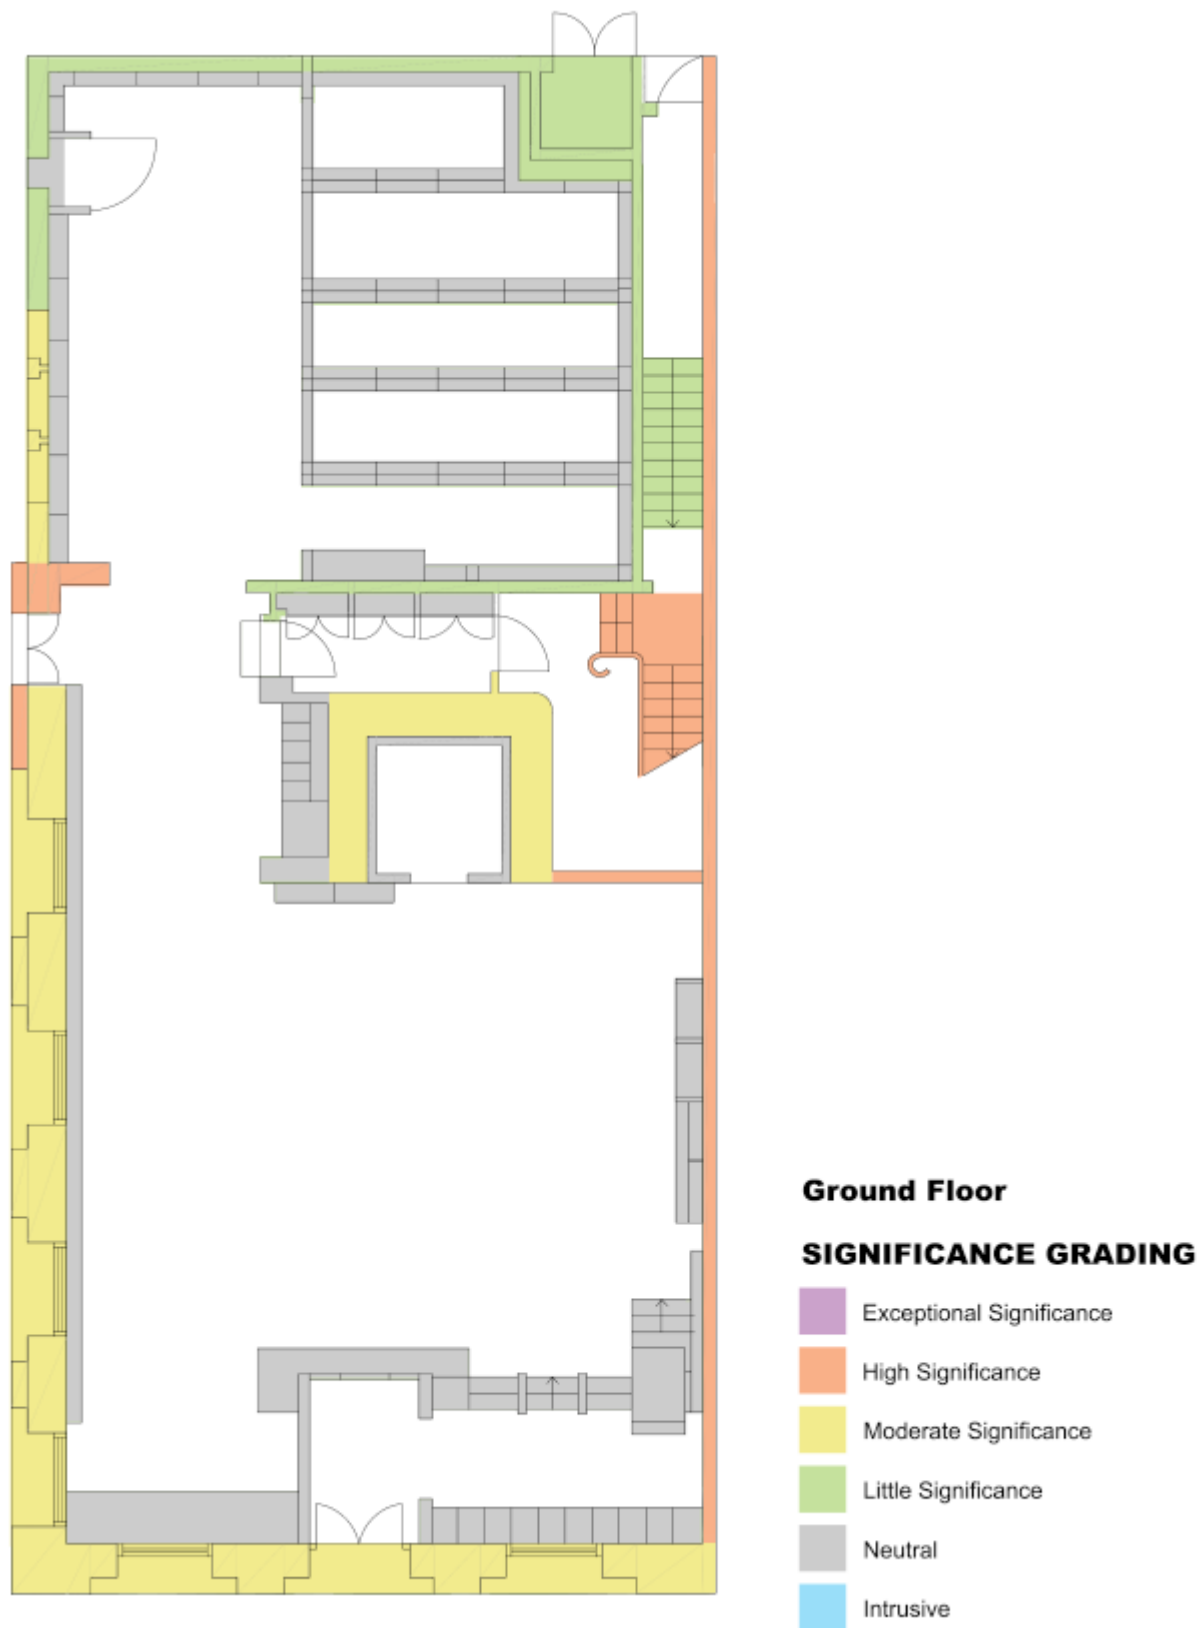 Ground Floor
SIGNIFICANCE GRADING
Exceptional Significance
High Significance
Moderate Significance
Little Significance
Neutral
Intrusive